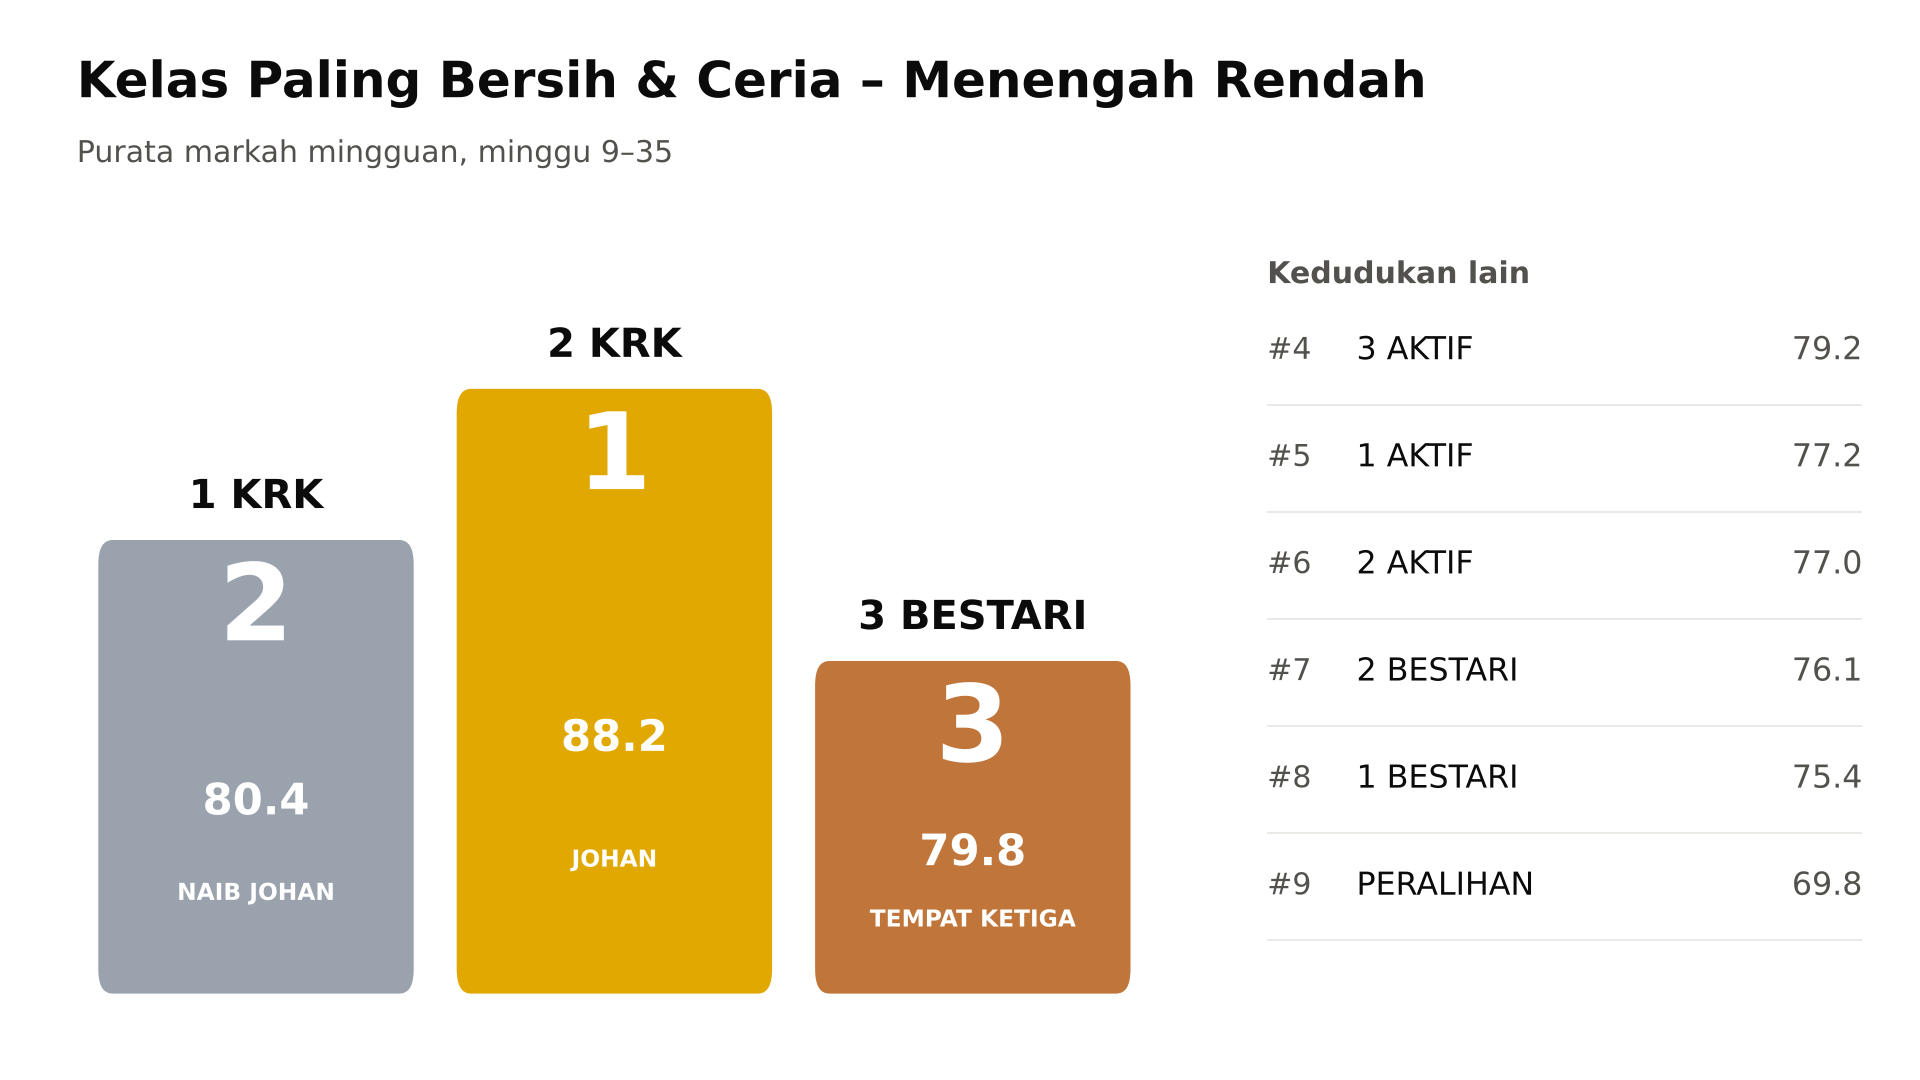 Kelas Paling Bersih & Ceria – Menengah Rendah
Purata markah mingguan, minggu 9–35
1 KRK
2
80.4
NAIB JOHAN
2 KRK
1
88.2
JOHAN
3 BESTARI
3
79.8
TEMPAT KETIGA
Kedudukan lain
#4 3 AKTIF 79.2
#5 1 AKTIF 77.2
#6 2 AKTIF 77.0
#7 2 BESTARI 76.1
#8 1 BESTARI 75.4
#9 PERALIHAN 69.8